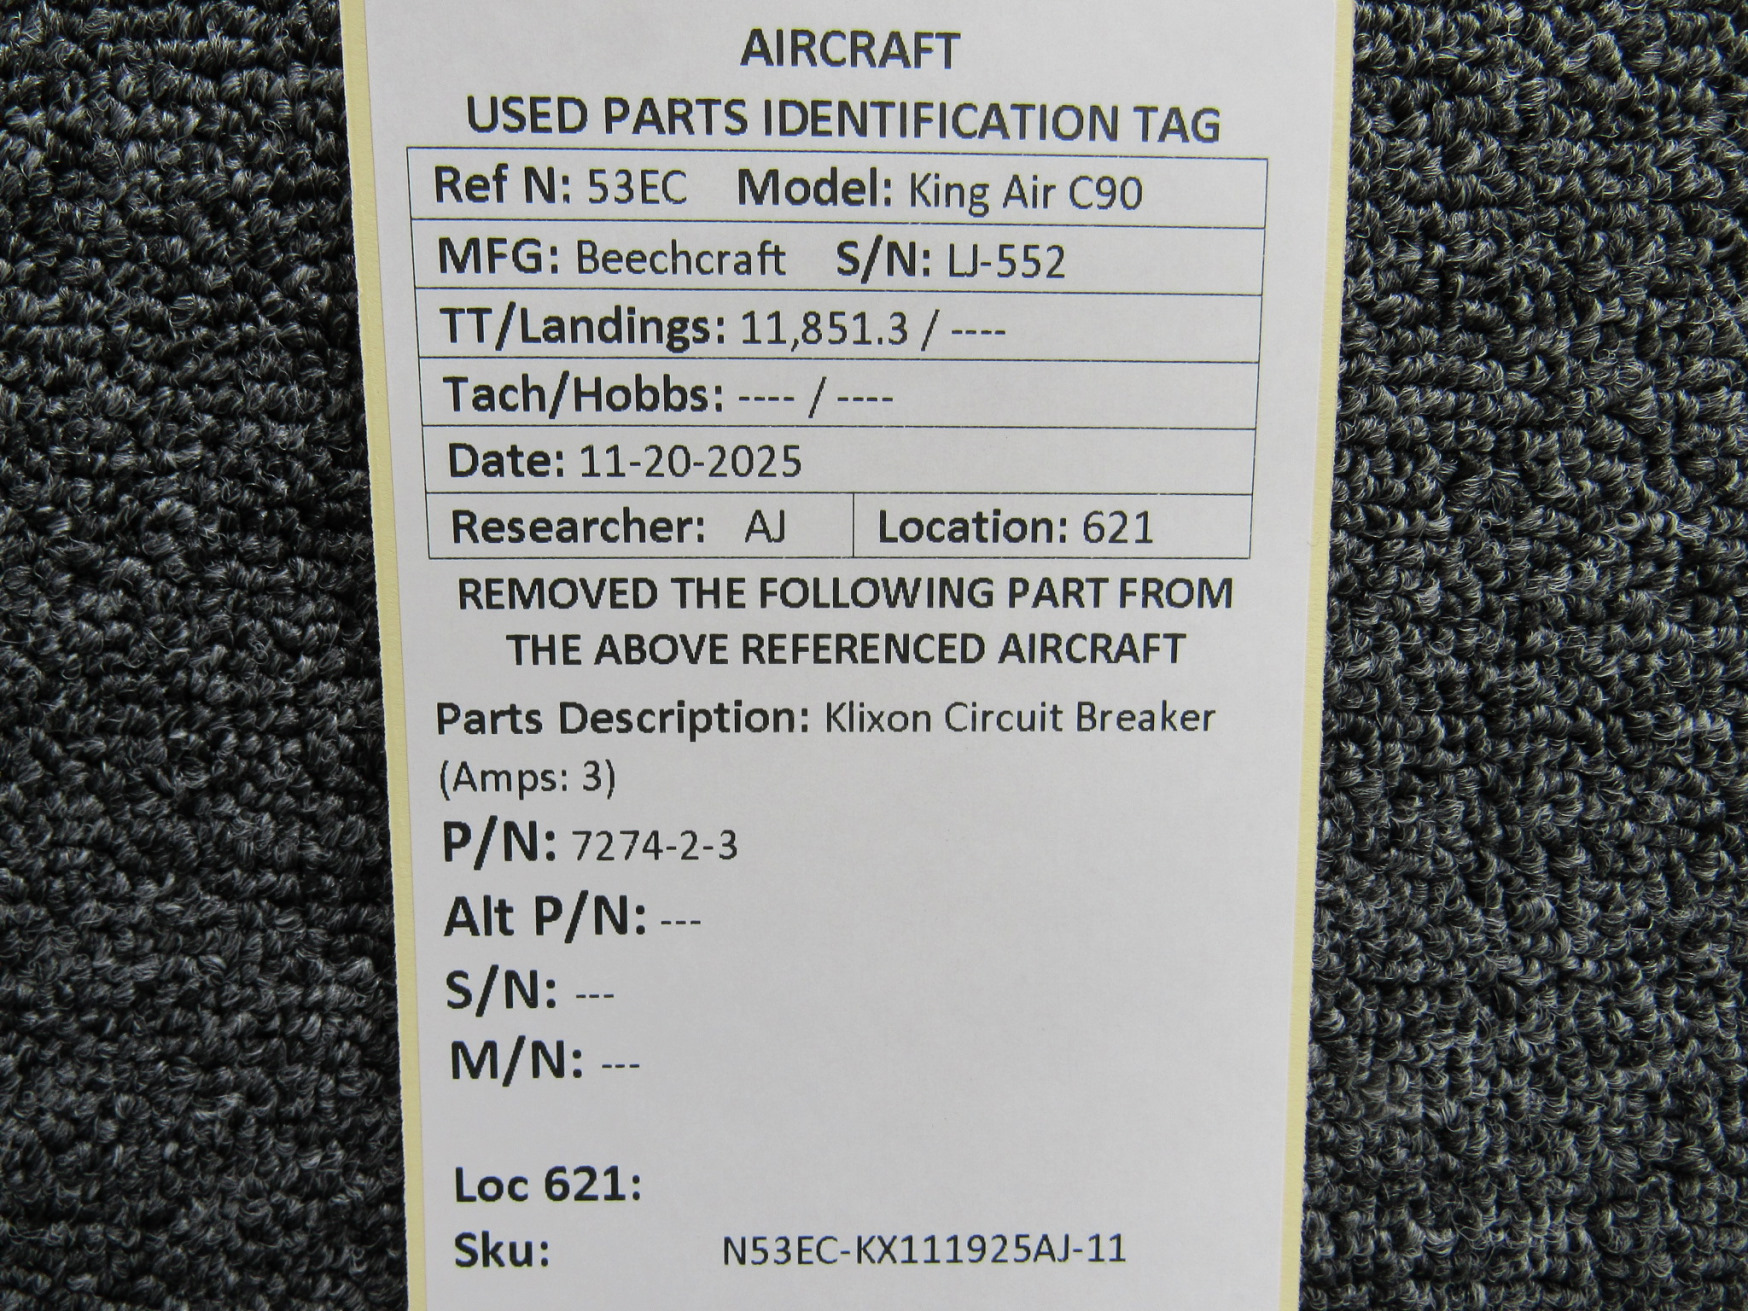 AIRCRAFT
USED PARTS IDENTIFICATION TAG
Ref N: 53EC Model: King Air C90
MFG: Beechcraft S/N: LJ-552
TT/Landings: 11,851.3 / ----
Tach/Hobbs: ---- / ----
Date: 11-20-2025
Researcher: AJ Location: 621
REMOVED THE FOLLOWING PART FROM
THE ABOVE REFERENCED AIRCRAFT
Parts Description: Klixon Circuit Breaker
(Amps: 3)
P/N: 7274-2-3
Alt P/N: ---
S/N: ---
M/N: ---
Loc 621:
Sku: N53EC-KX111925AJ-11